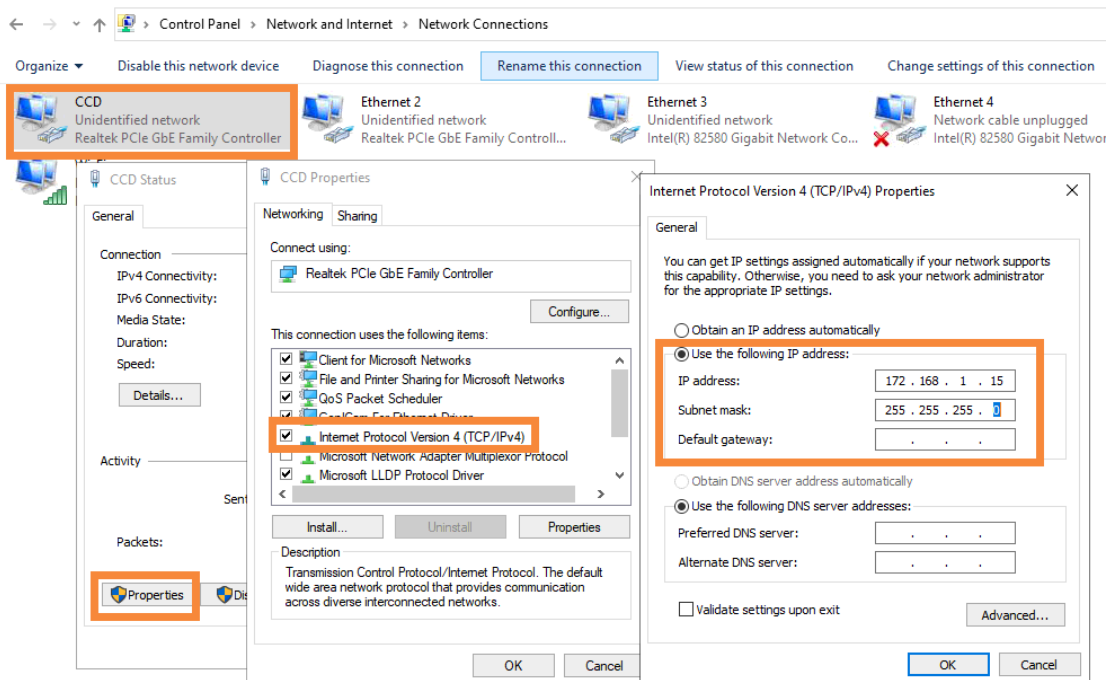 Control Panel > Network and Internet > Network Connections
Organize Disable this network device Diagnose this connection Rename this connection View status of this connection Change settings of this connection
CCD
Unidentified network
Realtek PCIe GbE Family Controller
Ethernet 2
Unidentified network
Realtek PCIe GbE Family Controll...
Ethernet 3
Unidentified network
Intel(R) 82580 Gigabit Network Co...
Ethernet 4
Network cable unplugged
Intel(R) 82580 Gigabit Networ
CCD Status
General
Connection
IPv4 Connectivity:
IPv6 Connectivity:
Media State:
Duration:
Speed:
Details...
Activity
Sent
Packets:
Properties
Dis
CCD Properties
Networking Sharing
Connect using:
Realtek PCIe GbE Family Controller
Configure...
This connection uses the following items:
Client for Microsoft Networks
File and Printer Sharing for Microsoft Networks
QoS Packet Scheduler
Internet Protocol Version 4 (TCP/IPv4)
Microsoft Network Adapter Multiplexor Protocol
Microsoft LLDP Protocol Driver
Install... Uninstall Properties
Description
Transmission Control Protocol/Internet Protocol. The default
wide area network protocol that provides communication
across diverse interconnected networks.
OK Cancel
Internet Protocol Version 4 (TCP/IPv4) Properties
General
You can get IP settings assigned automatically if your network supports
this capability. Otherwise, you need to ask your network administrator
for the appropriate IP settings.
Obtain an IP address automatically
Use the following IP address:
IP address: 172 . 168 . 1 . 15
Subnet mask: 255 . 255 . 255 . 0
Default gateway: . . .
Obtain DNS server address automatically
Use the following DNS server addresses:
Preferred DNS server: . . .
Alternate DNS server: . . .
Validate settings upon exit
Advanced...
OK Cancel